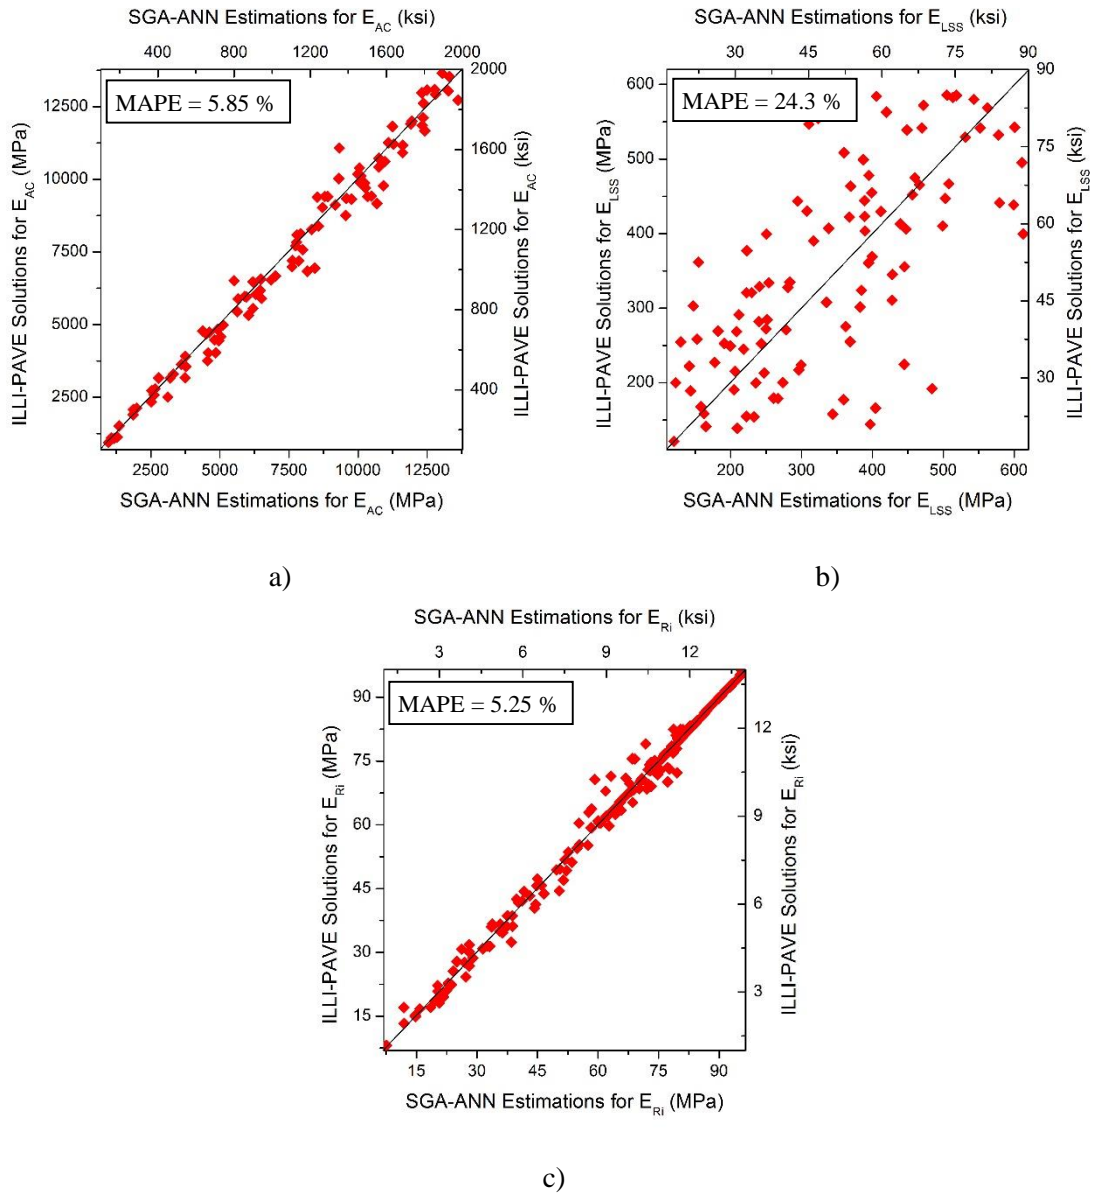 SGA-ANN Estimations for E_AC (ksi)
400 800 1200 1600 2000
MAPE = 5.85 %
ILLI-PAVE Solutions for E_AC (MPa)
12500
10000
7500
5000
2500
2000
1600
1200
800
400
ILLI-PAVE Solutions for E_AC (ksi)
2500 5000 7500 10000 12500
SGA-ANN Estimations for E_AC (MPa)
a)
SGA-ANN Estimations for E_LSS (ksi)
30 45 60 75 90
MAPE = 24.3 %
ILLI-PAVE Solutions for E_LSS (MPa)
600
500
400
300
200
90
75
60
45
30
ILLI-PAVE Solutions for E_LSS (ksi)
200 300 400 500 600
SGA-ANN Estimations for E_LSS (MPa)
b)
SGA-ANN Estimations for E_Ri (ksi)
3 6 9 12
MAPE = 5.25 %
ILLI-PAVE Solutions for E_Ri (MPa)
90
75
60
45
30
15
12
9
6
3
ILLI-PAVE Solutions for E_Ri (ksi)
15 30 45 60 75 90
SGA-ANN Estimations for E_Ri (MPa)
c)